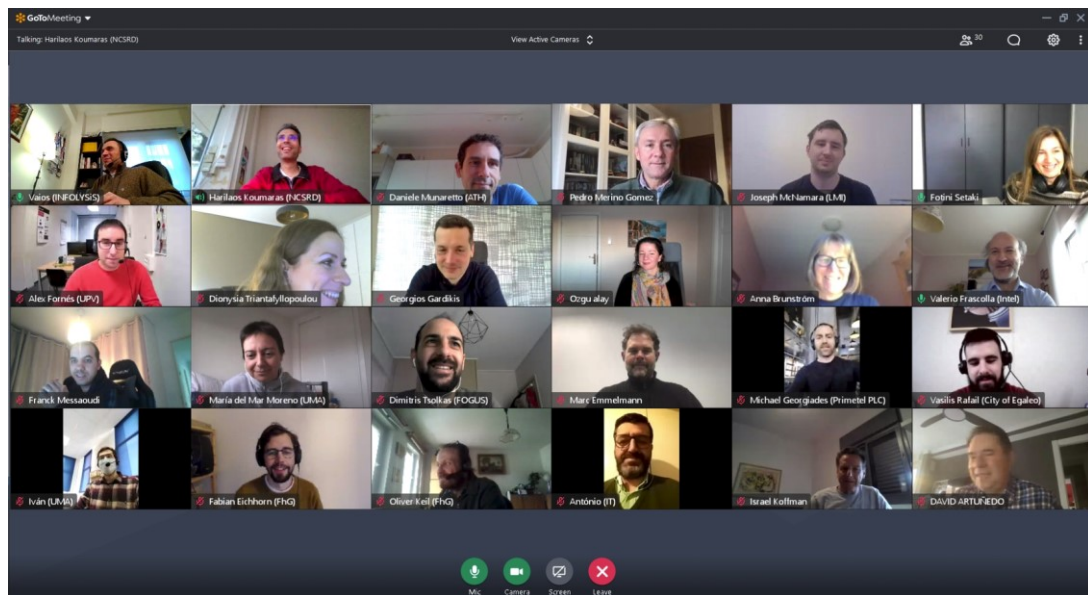 GoToMeeting
Talking: Harilaos Koumaras (NCSRD)
View Active Cameras
30
Vaios (INFOLYSiS)
Harilaos Koumaras (NCSRD)
Daniele Munaretto (ATH)
Pedro Merino Gomez
Joseph McNamara (LMI)
Fotini Setaki
Alex Fornés (UPV)
Dionysia Triantafyllopoulou
Georgios Gardikis
Ozgu alay
Anna Brunström
Valerio Frascolla (Intel)
Franck Messaoudi
María del Mar Moreno (UMA)
Dimitris Tsolkas (FOGUS)
Marc Emmelmann
Michael Georgiades (Primetel PLC)
Vasilis Rafail (City of Egaleo)
Iván (UMA)
Fabian Eichhorn (FhG)
Oliver Keil (FhG)
António (IT)
Israel Koffman
DAVID ARTUÑEDO
Mic
Camera
Screen
Leave